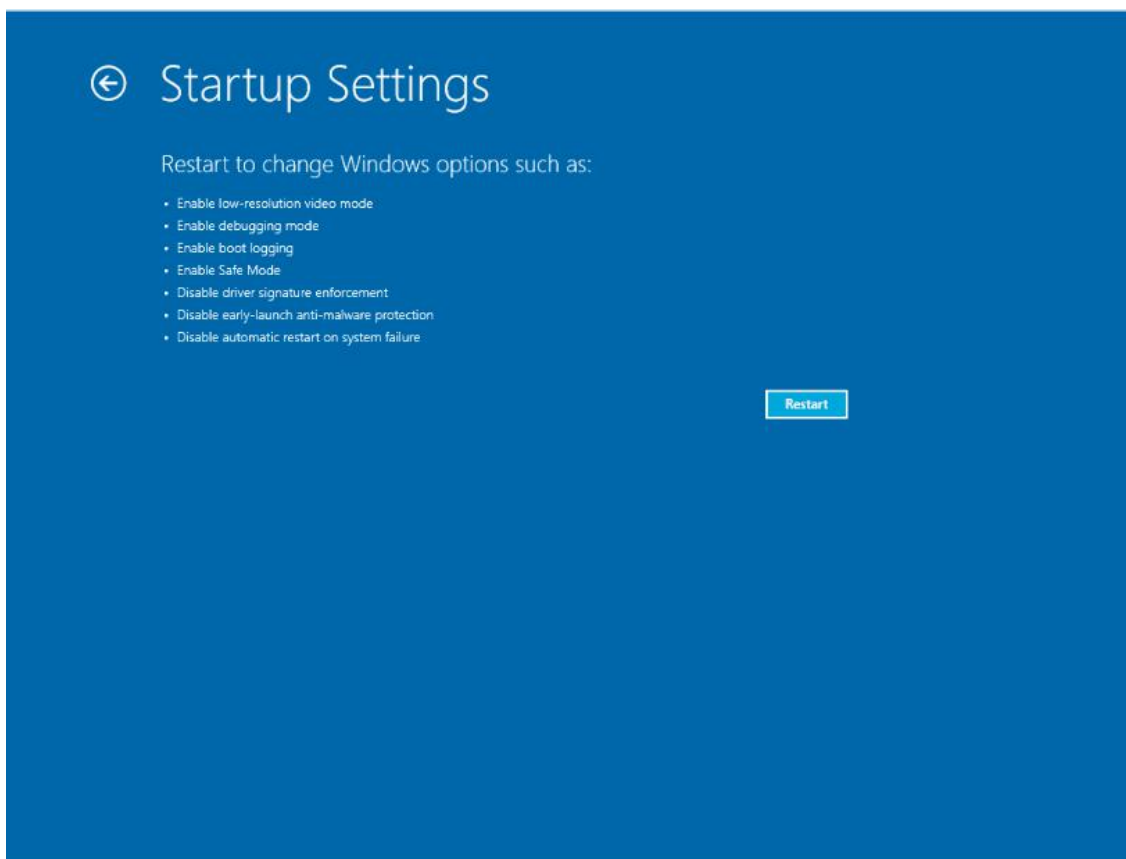 Startup Settings
Restart to change Windows options such as:
• Enable low-resolution video mode
• Enable debugging mode
• Enable boot logging
• Enable Safe Mode
• Disable driver signature enforcement
• Disable early-launch anti-malware protection
• Disable automatic restart on system failure
Restart